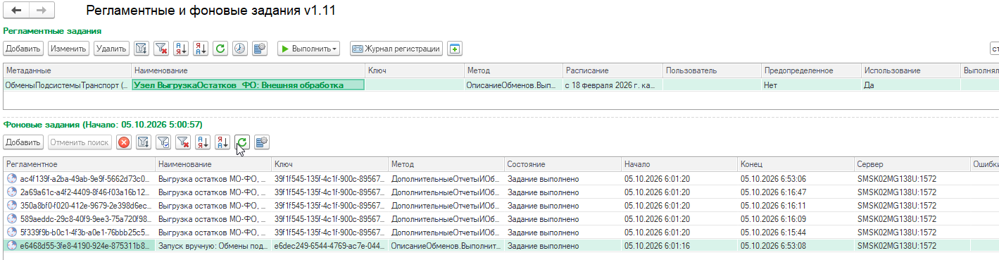 Регламентные и фоновые задания v1.11
Регламентные задания
Добавить Изменить Удалить Выполнить Журнал регистрации ст
Метаданные Наименование Ключ Метод Расписание Пользователь Предопределенное Использование Выполнял
ОбменыПодсистемыТранспорт (... Узел ВыгрузкаОстатков_ФО: Внешняя обработка ОписаниеОбменов.Вып... с 18 февраля 2026 г. ка... Нет Да
Фоновые задания (Начало: 05.10.2026 5:00:57)
Добавить Отменить поиск
Регламентное Наименование Ключ Метод Состояние Начало Конец Сервер Ошибки
ac4f139f-a2ba-49ab-9e9f-5662d73c0... Выгрузка остатков МО-ФО, ... 39f1f545-135f-4c1f-900c-89567... ДополнительныеОтчетыИОб... Задание выполнено 05.10.2026 6:01:20 05.10.2026 6:53:06 SMSK02MG138U:1572
2a69a61c-a4f2-4409-8f46-f03a16b12... Выгрузка остатков МО-ФО, ... 39f1f545-135f-4c1f-900c-89567... ДополнительныеОтчетыИОб... Задание выполнено 05.10.2026 6:01:20 05.10.2026 6:16:47 SMSK02MG138U:1572
350a8bf0-f020-412e-9679-2e398d6ec... Выгрузка остатков МО-ФО, ... 39f1f545-135f-4c1f-900c-89567... ДополнительныеОтчетыИОб... Задание выполнено 05.10.2026 6:01:20 05.10.2026 6:16:11 SMSK02MG138U:1572
589aeddc-29c8-40f9-9ee3-75a720f98... Выгрузка остатков МО-ФО, ... 39f1f545-135f-4c1f-900c-89567... ДополнительныеОтчетыИОб... Задание выполнено 05.10.2026 6:01:20 05.10.2026 6:16:09 SMSK02MG138U:1572
5f339f9b-b0c1-4f3b-a0e1-76bbb25c5... Выгрузка остатков МО-ФО, ... 39f1f545-135f-4c1f-900c-89567... ДополнительныеОтчетыИОб... Задание выполнено 05.10.2026 6:01:20 05.10.2026 6:15:44 SMSK02MG138U:1572
e6468d55-3fe8-4190-924e-875311b8... Запуск вручную: Обмены под... e6dec249-6544-4769-ac7e-044... ОписаниеОбменов.Выполнит... Задание выполнено 05.10.2026 6:01:16 05.10.2026 6:53:08 SMSK02MG138U:1572